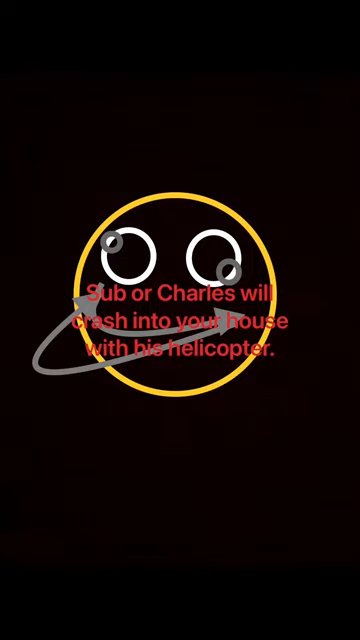 Sub or Charles will
crash into your house
with his helicopter.